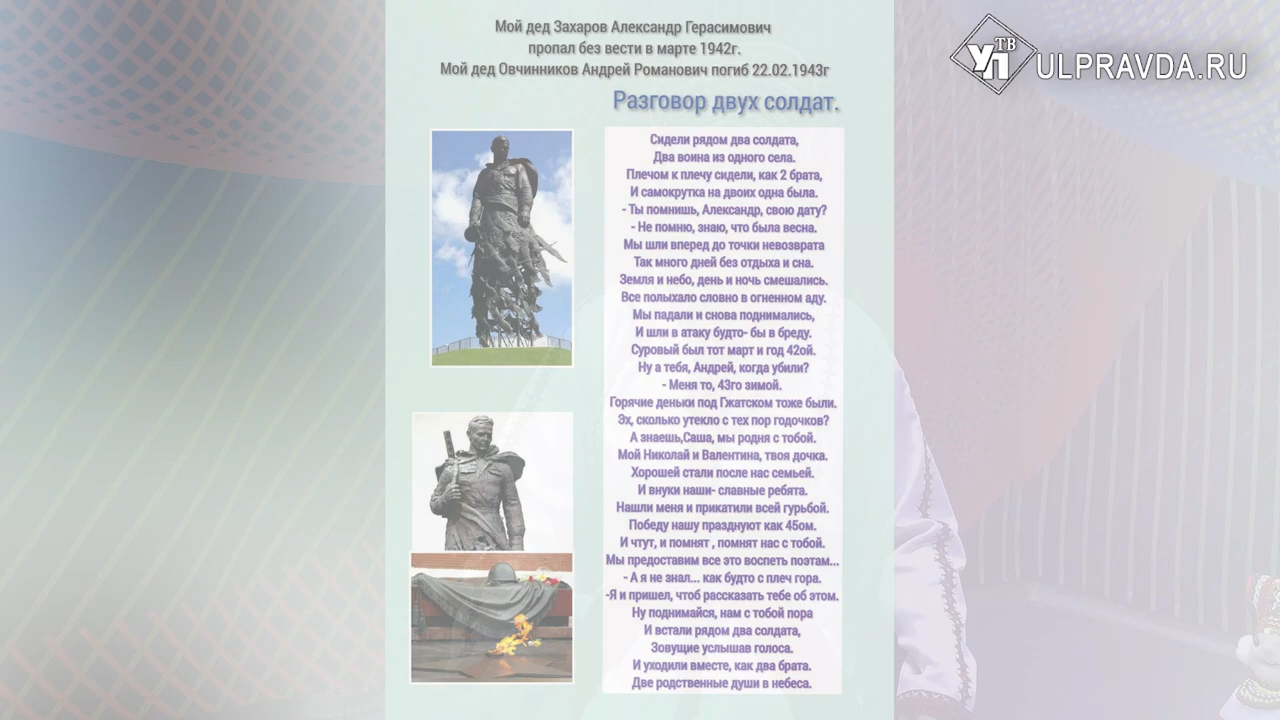 Мой дед Захаров Александр Герасимович
пропал без вести в марте 1942г.
Мой дед Овчинников Андрей Романович погиб 22.02.1943г
УП ТВ ULPRAVDA.RU
Разговор двух солдат.
Сидели рядом два солдата,
Два воина из одного села.
Плечом к плечу сидели, как 2 брата,
И самокрутка на двоих одна была.
- Ты помнишь, Александр, свою дату?
- Не помню, знаю, что была весна.
Мы шли вперед до точки невозврата
Так много дней без отдыха и сна.
Земля и небо, день и ночь смешались.
Все полыхало словно в огненном аду.
Мы падали и снова поднимались,
И шли в атаку будто- бы в бреду.
Суровый был тот март и год 42ой.
Ну а тебя, Андрей, когда убили?
- Меня то, 43го зимой.
Горячие деньки под Гжатском тоже были.
Эх, сколько утекло с тех пор годочков?
А знаешь,Саша, мы родня с тобой.
Мой Николай и Валентина, твоя дочка.
Хорошей стали после нас семьей.
И внуки наши- славные ребята.
Нашли меня и прикатили всей гурьбой.
Победу нашу празднуют как 45ом.
И чтут, и помнят , помнят нас с тобой.
Мы предоставим все это воспеть поэтам...
- А я не знал... как будто с плеч гора.
-Я и пришел, чтоб рассказать тебе об этом.
Ну поднимайся, нам с тобой пора
И встали рядом два солдата,
Зовущие услышав голоса.
И уходили вместе, как два брата.
Две родственные души в небеса.